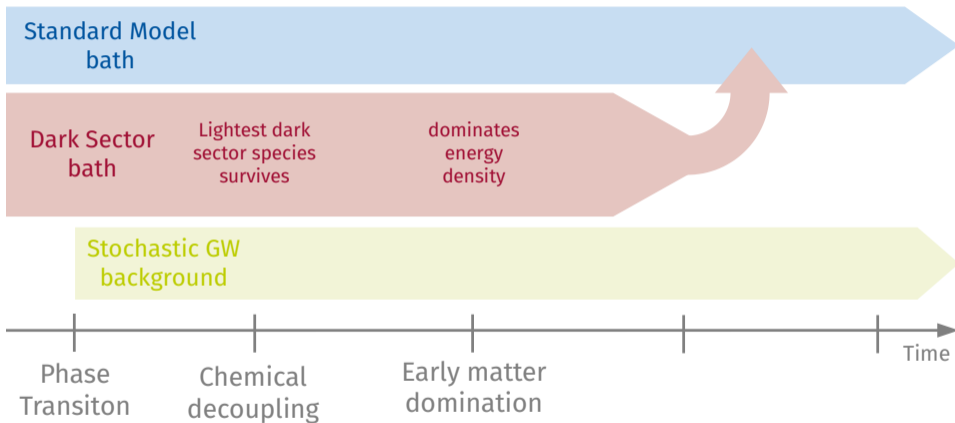 Standard Model
bath
Dark Sector
bath
Lightest dark
sector species
survives
dominates
energy
density
Stochastic GW
background
Time
Phase
Transiton
Chemical
decoupling
Early matter
domination